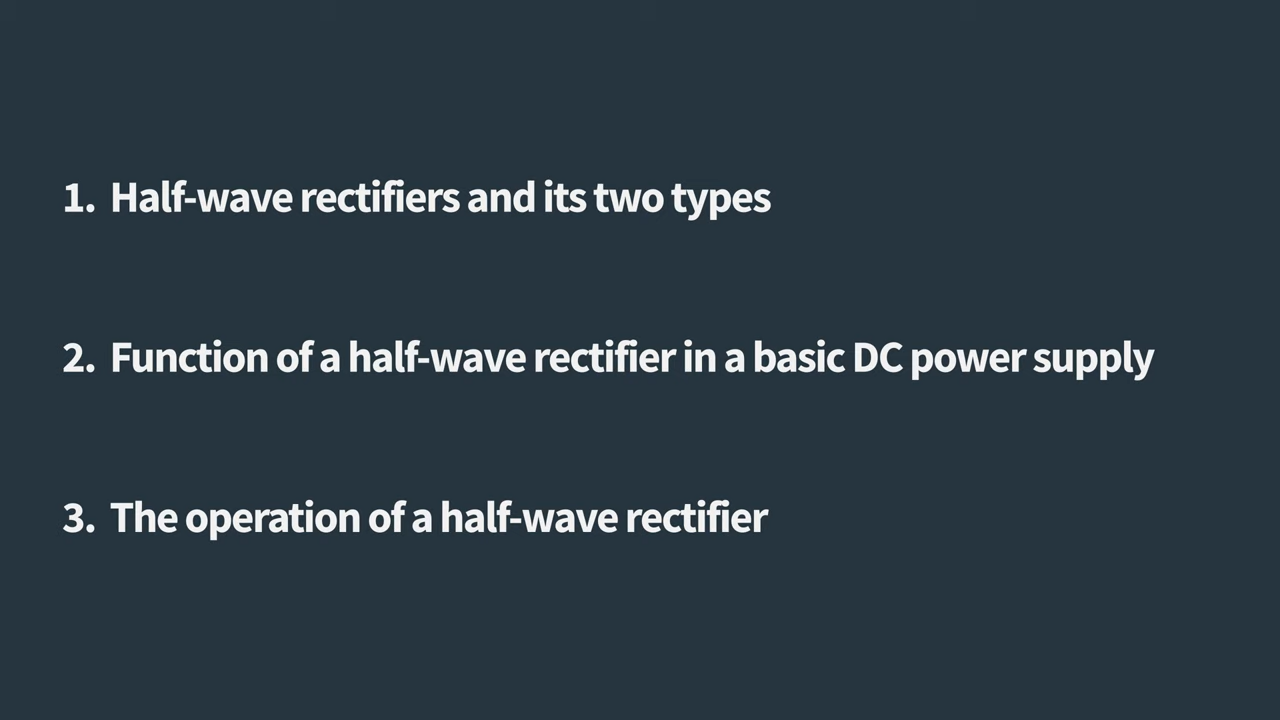 1. Half-wave rectifiers and its two types
2. Function of a half-wave rectifier in a basic DC power supply
3. The operation of a half-wave rectifier